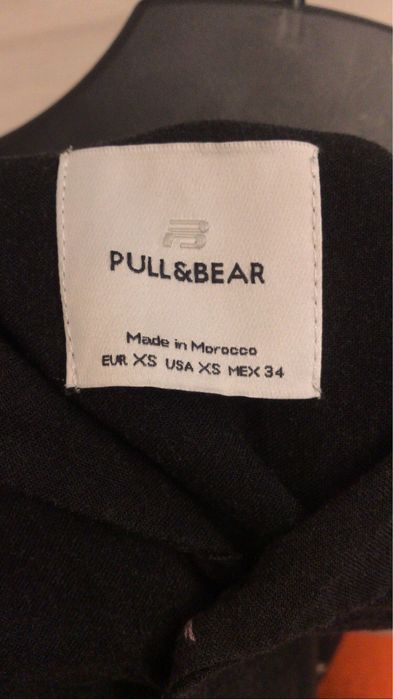 PULL&BEAR
Made in Morocco
EUR XS USA XS MEX 34